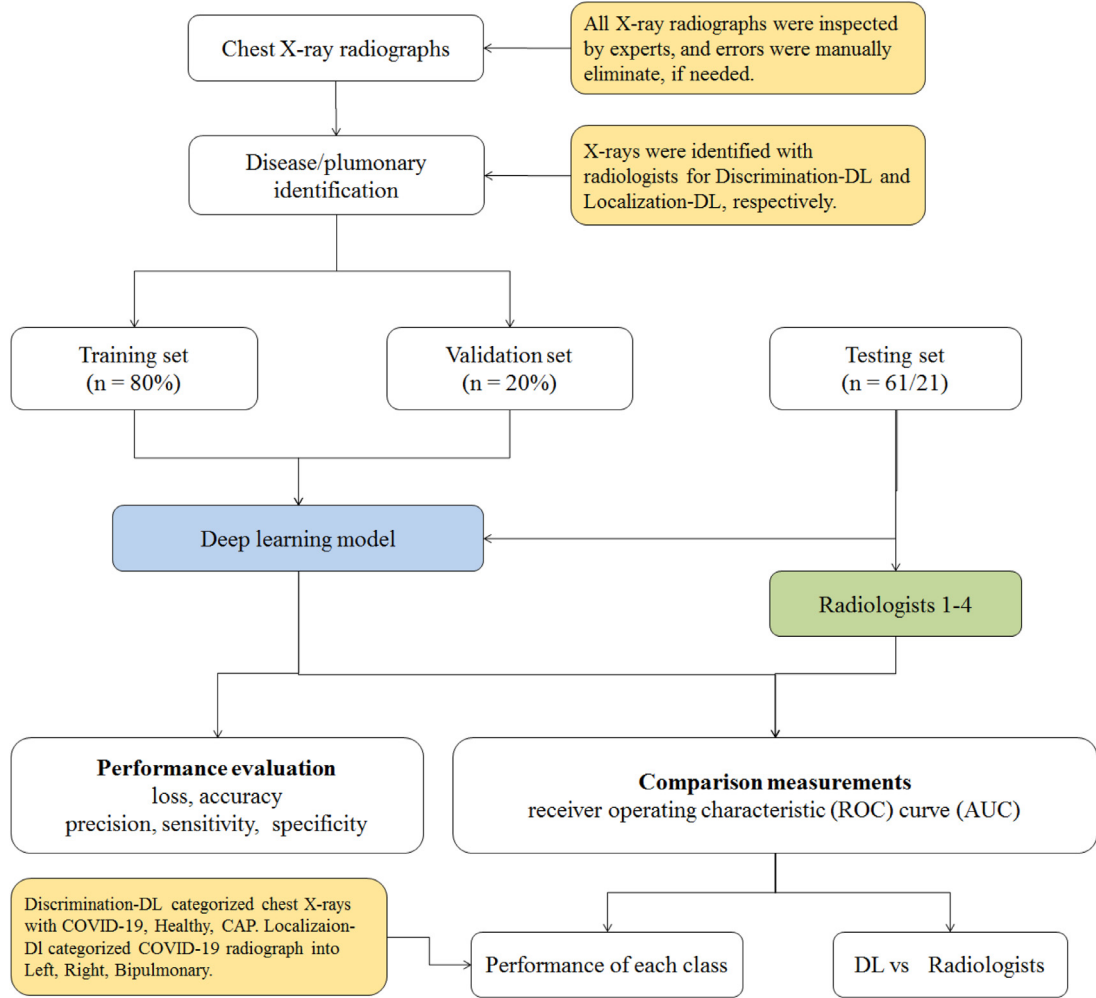 Chest X-ray radiographs
All X-ray radiographs were inspected
by experts, and errors were manually
eliminate, if needed.
Disease/plumonary
identification
X-rays were identified with
radiologists for Discrimination-DL and
Localization-DL, respectively.
Training set
(n = 80%)
Validation set
(n = 20%)
Testing set
(n = 61/21)
Deep learning model
Radiologists 1-4
Performance evaluation
loss, accuracy
precision, sensitivity, specificity
Comparison measurements
receiver operating characteristic (ROC) curve (AUC)
Discrimination-DL categorized chest X-rays
with COVID-19, Healthy, CAP. Localizaion-
Dl categorized COVID-19 radiograph into
Left, Right, Bipulmonary.
Performance of each class
DL vs Radiologists